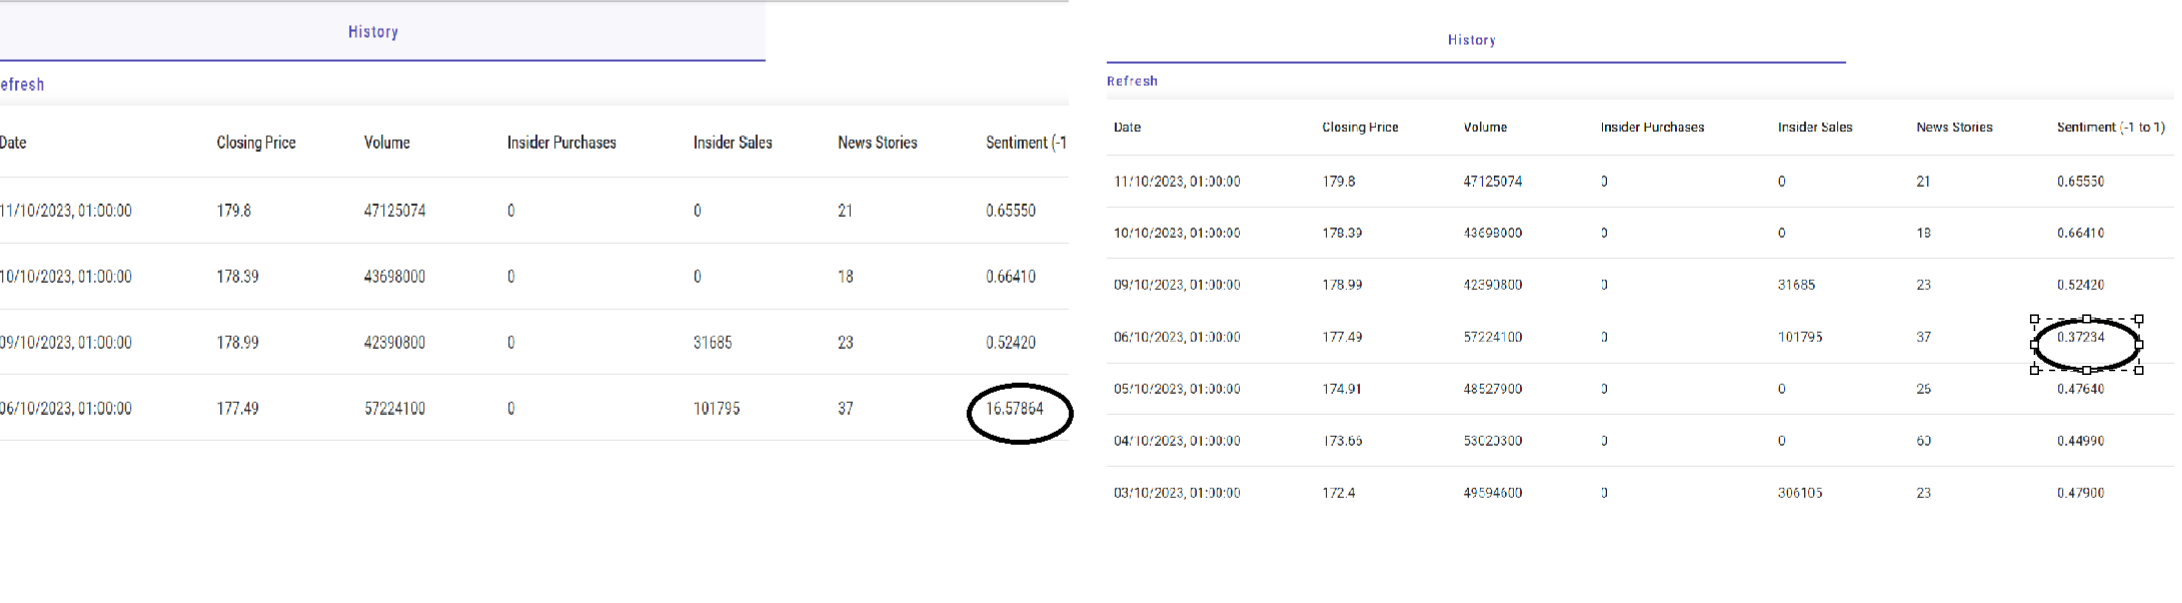 History
efresh
Date Closing Price Volume Insider Purchases Insider Sales News Stories Sentiment (-1
11/10/2023, 01:00:00 179.8 47125074 0 0 21 0.65550
10/10/2023, 01:00:00 178.39 43698000 0 0 18 0.66410
09/10/2023, 01:00:00 178.99 42390800 0 31685 23 0.52420
06/10/2023, 01:00:00 177.49 57224100 0 101795 37 16.57864
History
Refresh
Date Closing Price Volume Insider Purchases Insider Sales News Stories Sentiment (-1 to 1)
11/10/2023, 01:00:00 179.8 47125074 0 0 21 0.65550
10/10/2023, 01:00:00 178.39 43698000 0 0 18 0.66410
09/10/2023, 01:00:00 178.99 42390800 0 31685 23 0.52420
06/10/2023, 01:00:00 177.49 57224100 0 101795 37 0.37234
05/10/2023, 01:00:00 174.91 48527900 0 0 26 0.47640
04/10/2023, 01:00:00 173.66 53020300 0 0 60 0.44990
03/10/2023, 01:00:00 172.4 49594600 0 306105 23 0.47900